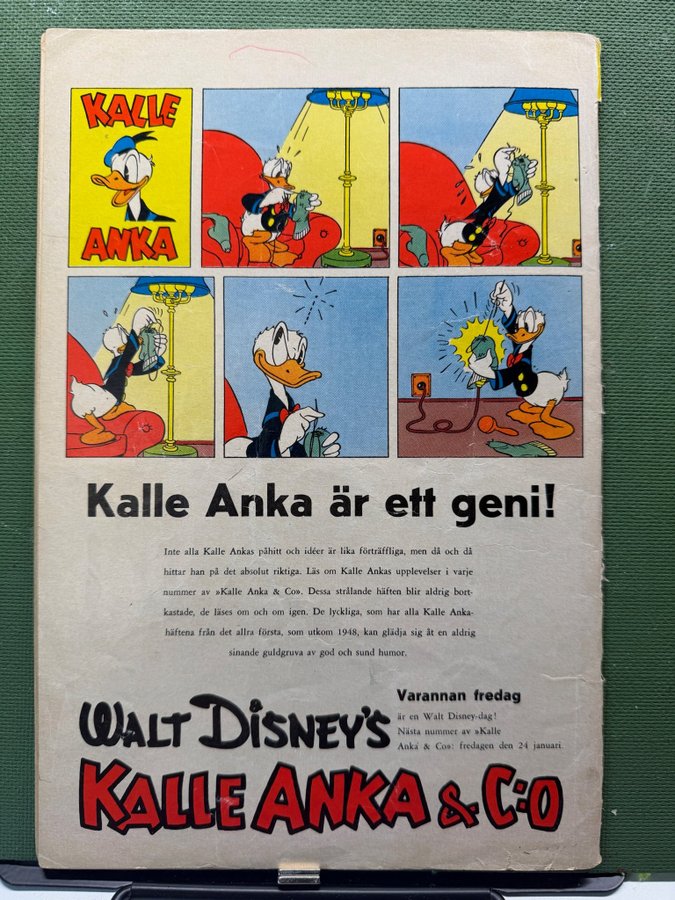 KALLE
ANKA
Kalle Anka är ett geni!
Inte alla Kalle Ankas påhitt och idéer är lika förträffliga, men då och då
hittar han på det absolut riktiga. Läs om Kalle Ankas upplevelser i varje
nummer av »Kalle Anka & Co». Dessa strålande häften blir aldrig bort-
kastade, de läses om och om igen. De lyckliga, som har alla Kalle Anka-
häftena från det allra första, som utkom 1948, kan glädja sig åt en aldrig
sinande guldgruva av god och sund humor.
WALT DISNEY'S
KALLE ANKA & C:O
Varannan fredag
är en Walt Disney-dag!
Nästa nummer av »Kalle
Anka & Co»: fredagen den 24 januari.